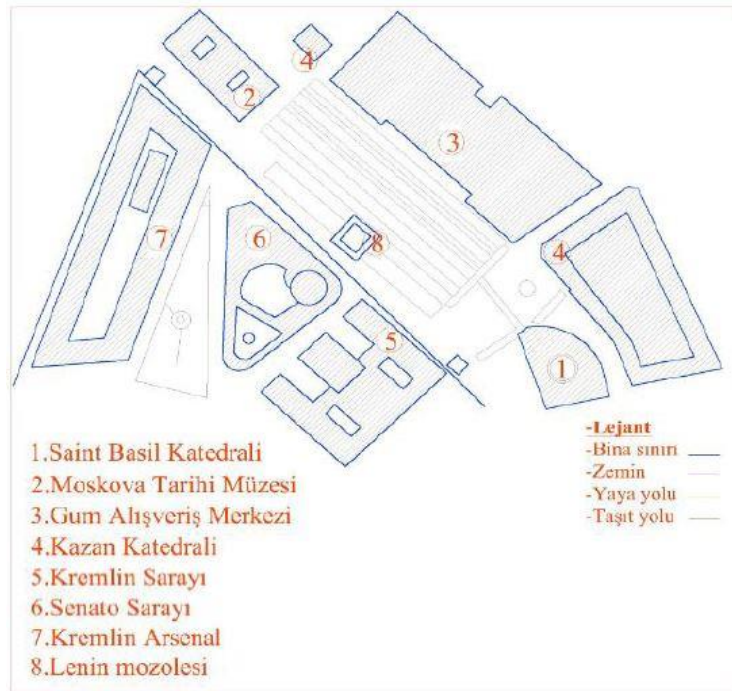 4
2
3
7
6
8
4
5
1
1.Saint Basil Katedrali
2.Moskova Tarihi Müzesi
3.Gum Alışveriş Merkezi
4.Kazan Katedrali
5.Kremlin Sarayı
6.Senato Sarayı
7.Kremlin Arsenal
8.Lenin mozolesi
-Lejant
-Bina sınırı
-Zemin
-Yaya yolu
-Taşıt yolu